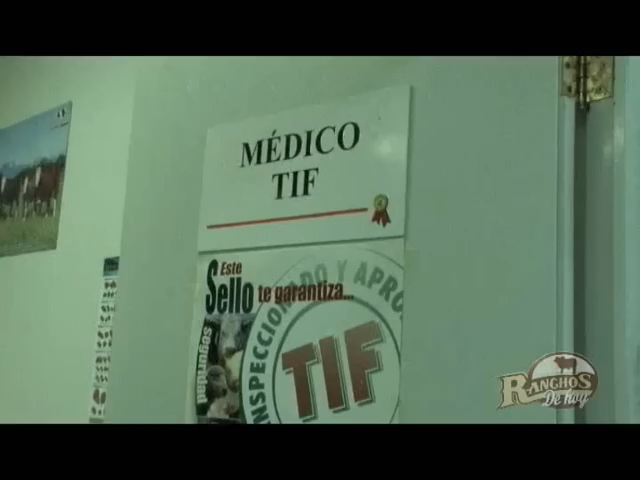 MÉDICO
TIF
Este
Sello te garantiza...
INSPECCIONADO Y APRO
TIF
RANCHOS
De hoy